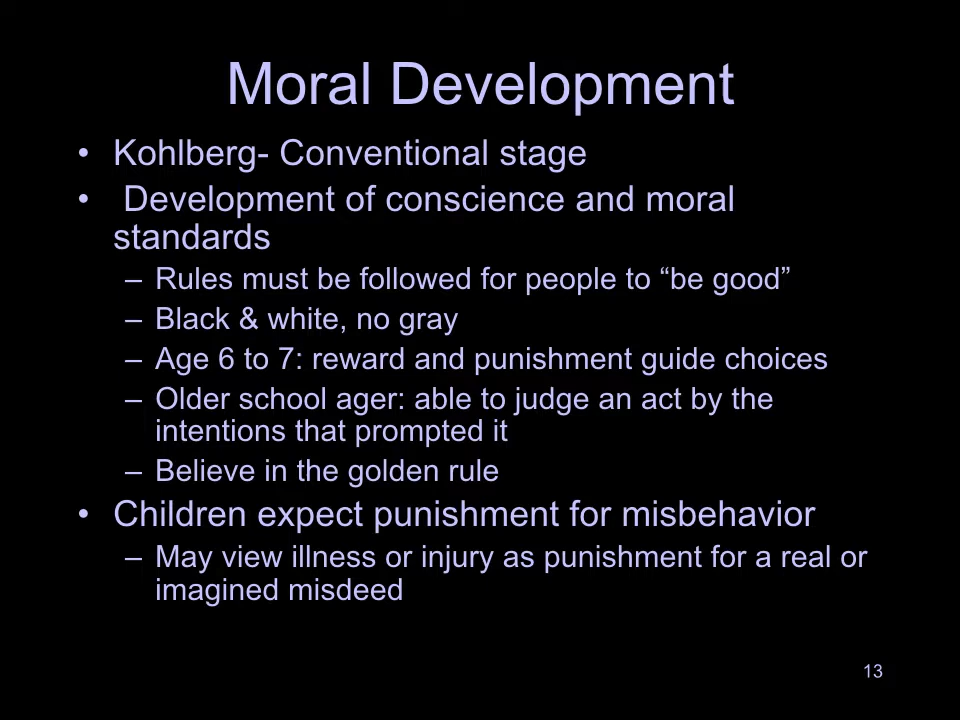 Moral Development
• Kohlberg- Conventional stage
• Development of conscience and moral
standards
– Rules must be followed for people to “be good”
– Black & white, no gray
– Age 6 to 7: reward and punishment guide choices
– Older school ager: able to judge an act by the
intentions that prompted it
– Believe in the golden rule
• Children expect punishment for misbehavior
– May view illness or injury as punishment for a real or
imagined misdeed
13